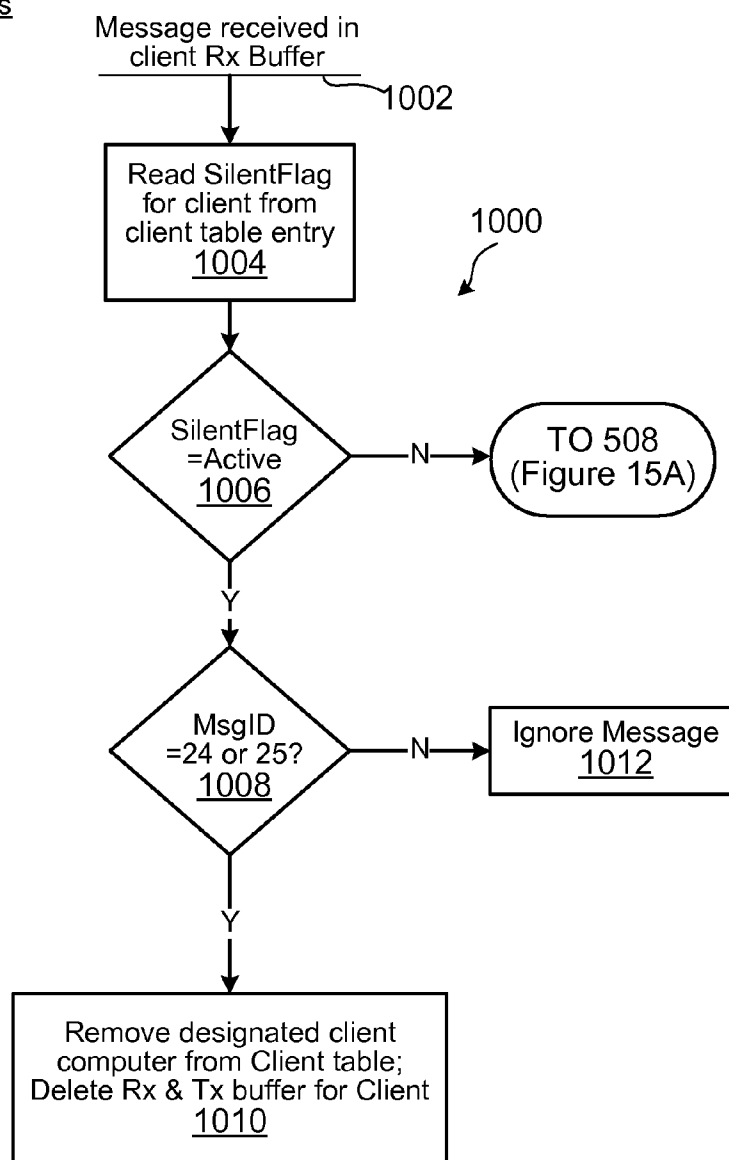 Message received in
client Rx Buffer
1002
Read SilentFlag
for client from
client table entry
1004
1000
SilentFlag
=Active
1006
N
TO 508
(Figure 15A)
Y
MsgID
=24 or 25?
1008
N
Ignore Message
1012
Y
Remove designated client
computer from Client table;
Delete Rx & Tx buffer for Client
1010